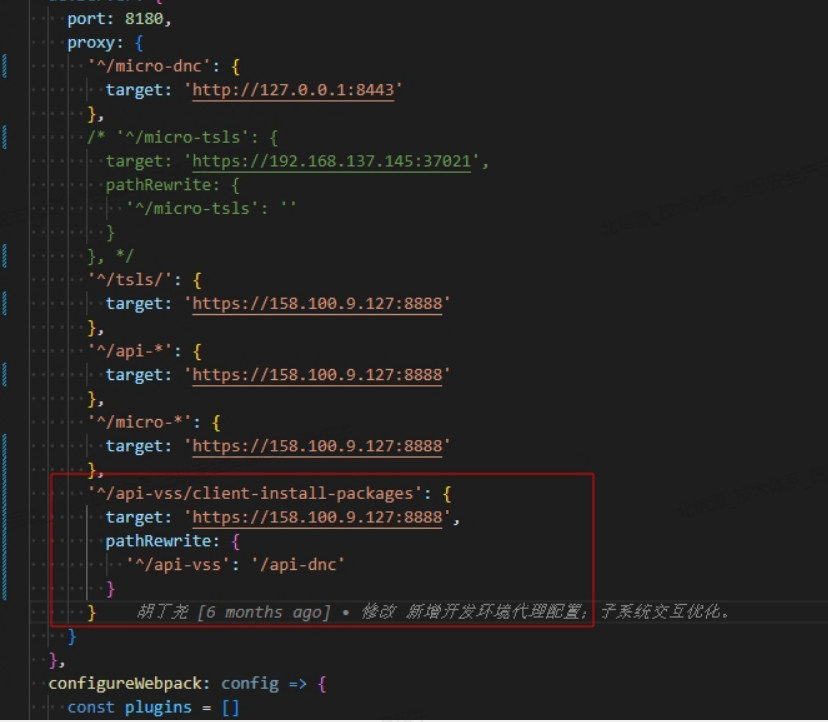 port: 8180,
proxy: {
'^/micro-dnc': {
target: 'http://127.0.0.1:8443'
},
/* '^/micro-tsls': {
target: 'https://192.168.137.145:37021',
pathRewrite: {
'^/micro-tsls': ''
}
}, */
'^/tsls/': {
target: 'https://158.100.9.127:8888'
},
'^/api-*': {
target: 'https://158.100.9.127:8888'
},
'^/micro-*': {
target: 'https://158.100.9.127:8888'
},
'^/api-vss/client-install-packages': {
target: 'https://158.100.9.127:8888',
pathRewrite: {
'^/api-vss': '/api-dnc'
}
} 胡丁尧 [6 months ago] • 修改 新增开发环境代理配置; 子系统交互优化。
}
},
configureWebpack: config => {
const plugins = []